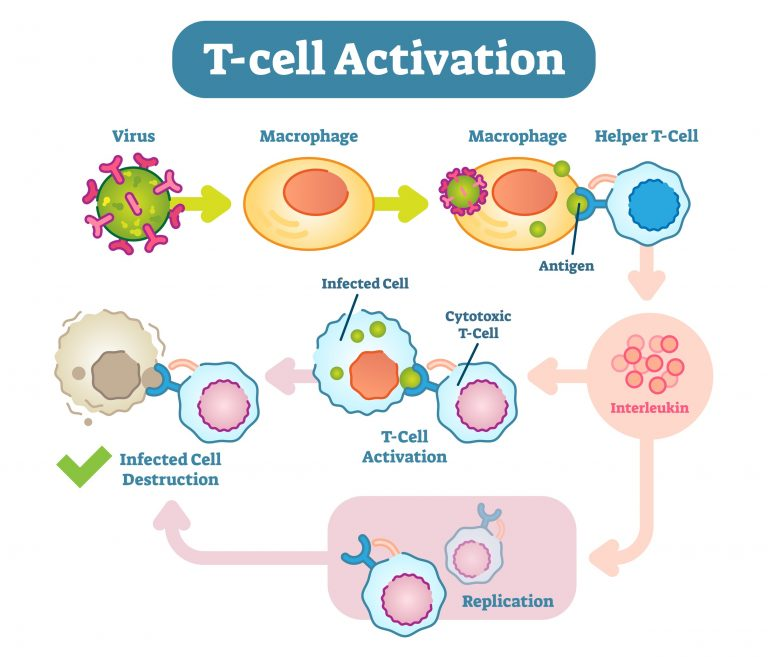 T-cell Activation
Virus
Macrophage
Macrophage
Helper T-Cell
Antigen
Infected Cell
Cytotoxic
T-Cell
Interleukin
T-Cell
Activation
Infected Cell
Destruction
Replication